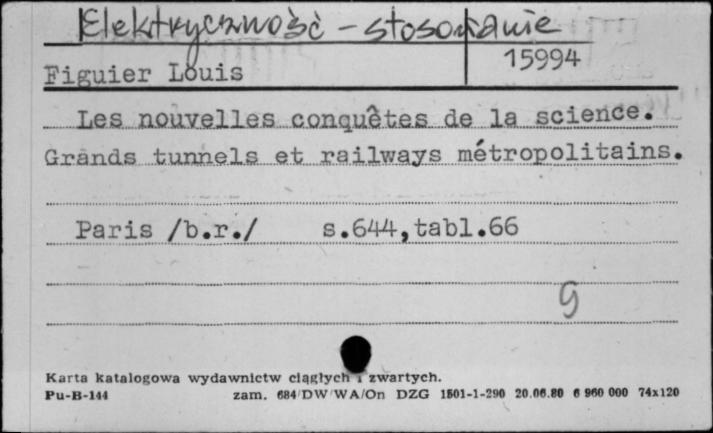 Elektryczność - stosowanie
15994
Figuier Louis
Les nouvelles conquêtes de la science.
Grands tunnels et railways métropolitains.
Paris /b.r./ s.644,tabl.66
9
Karta katalogowa wydawnictw ciągłych i zwartych.
Pu-B-144 zam. 684/DW/WA/On DZG 1501-1-290 20.06.80 6 960 000 74x120